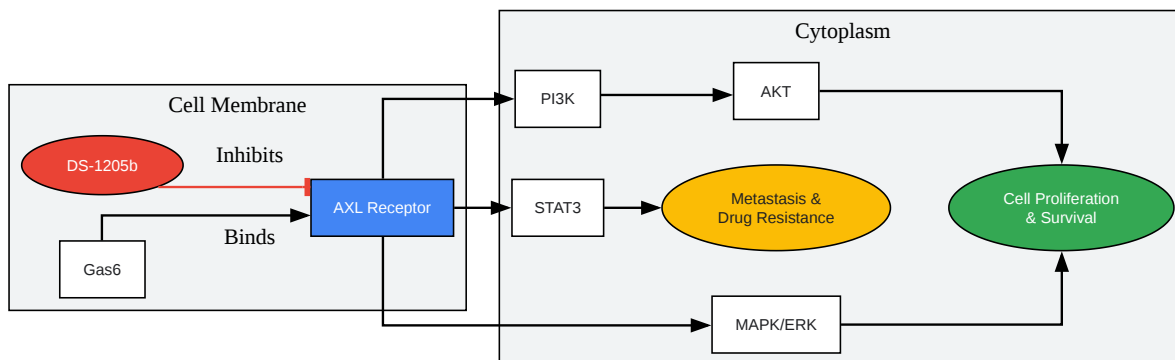 Cytoplasm
Cell Membrane
PI3K
AKT
DS-1205b
Inhibits
AXL Receptor
Binds
Gas6
STAT3
Metastasis &
Drug Resistance
Cell Proliferation
& Survival
MAPK/ERK